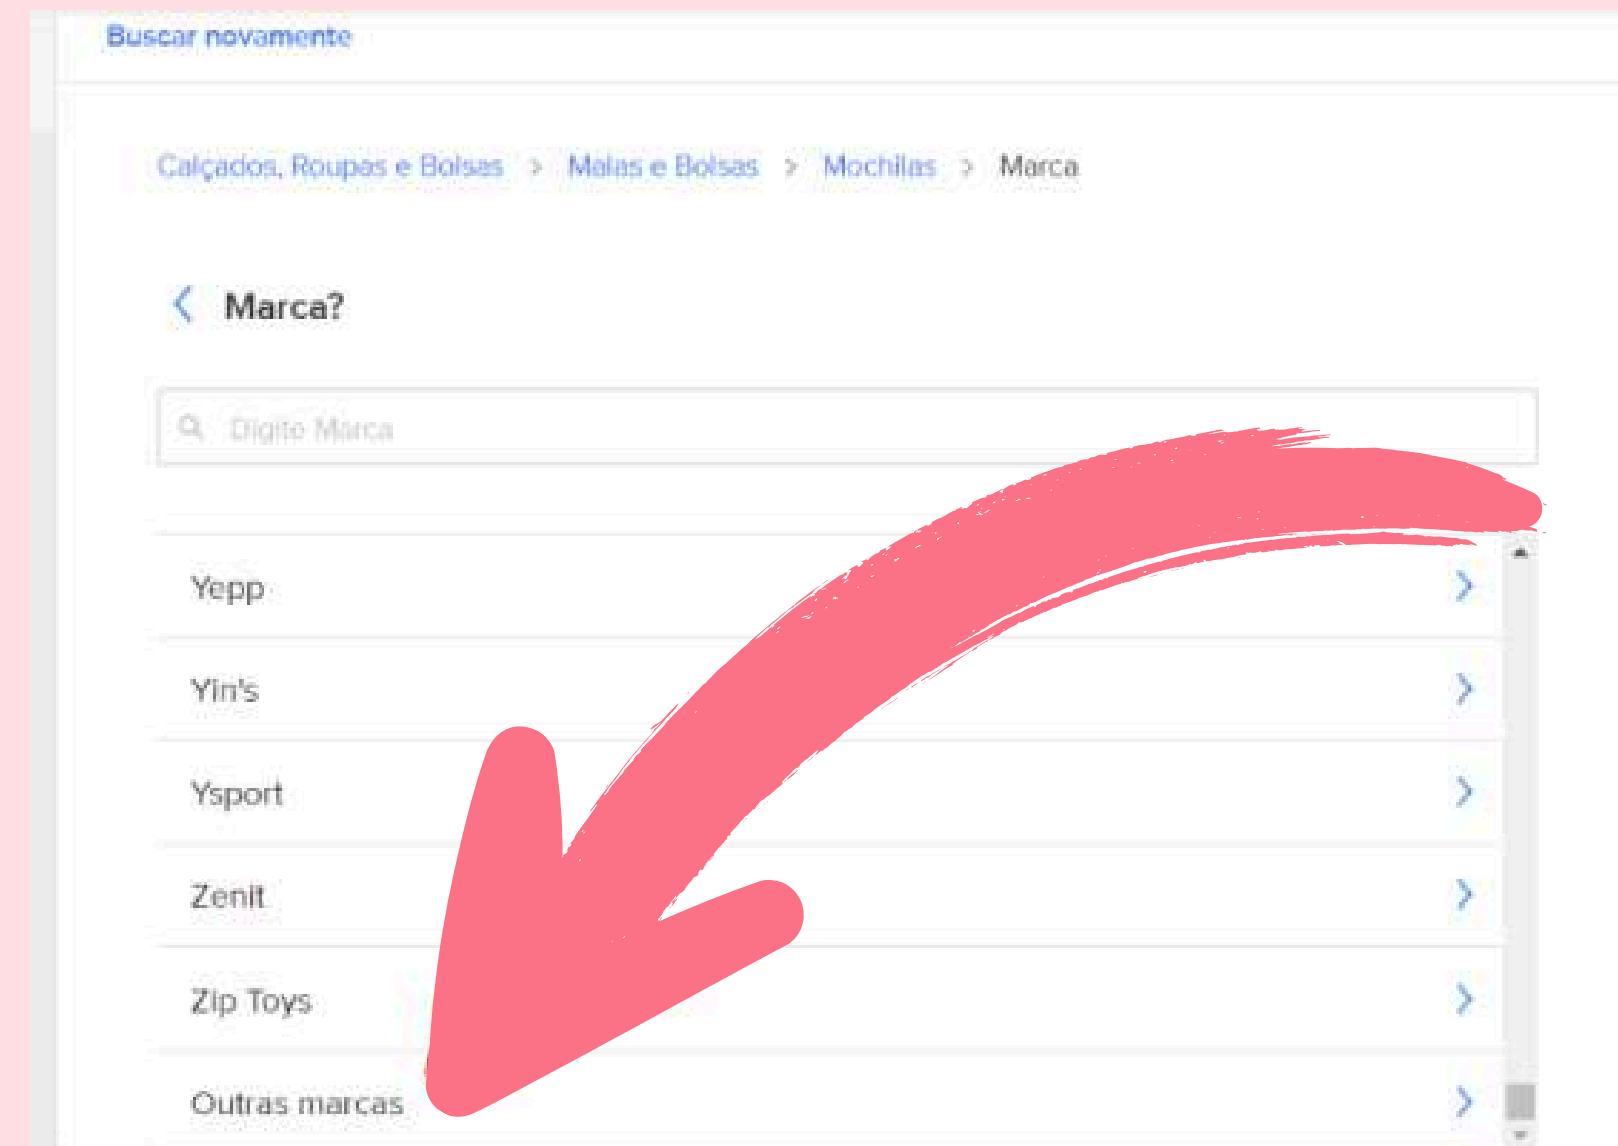 Buscar novamente
Calçados, Roupas e Bolsas > Malas e Bolsas > Mochilas > Marca
Marca?
Digite Marca
Yepp
Yin's
Ysport
Zenit
Zip Toys
Outras marcas